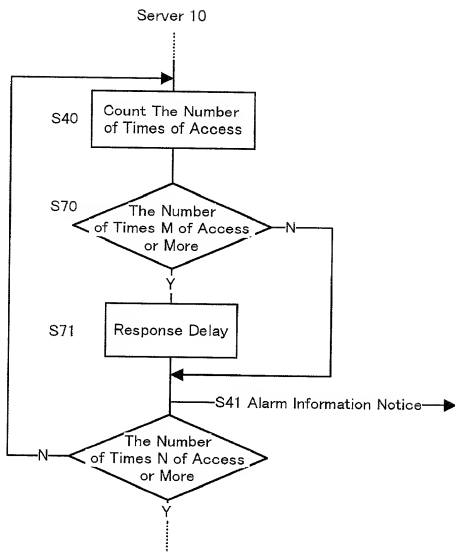 Server 10
S40
Count The Number
of Times of Access
S70
The Number
of Times M of Access
or More
N
Y
S71
Response Delay
S41 Alarm Information Notice
The Number
of Times N of Access
or More
N
Y